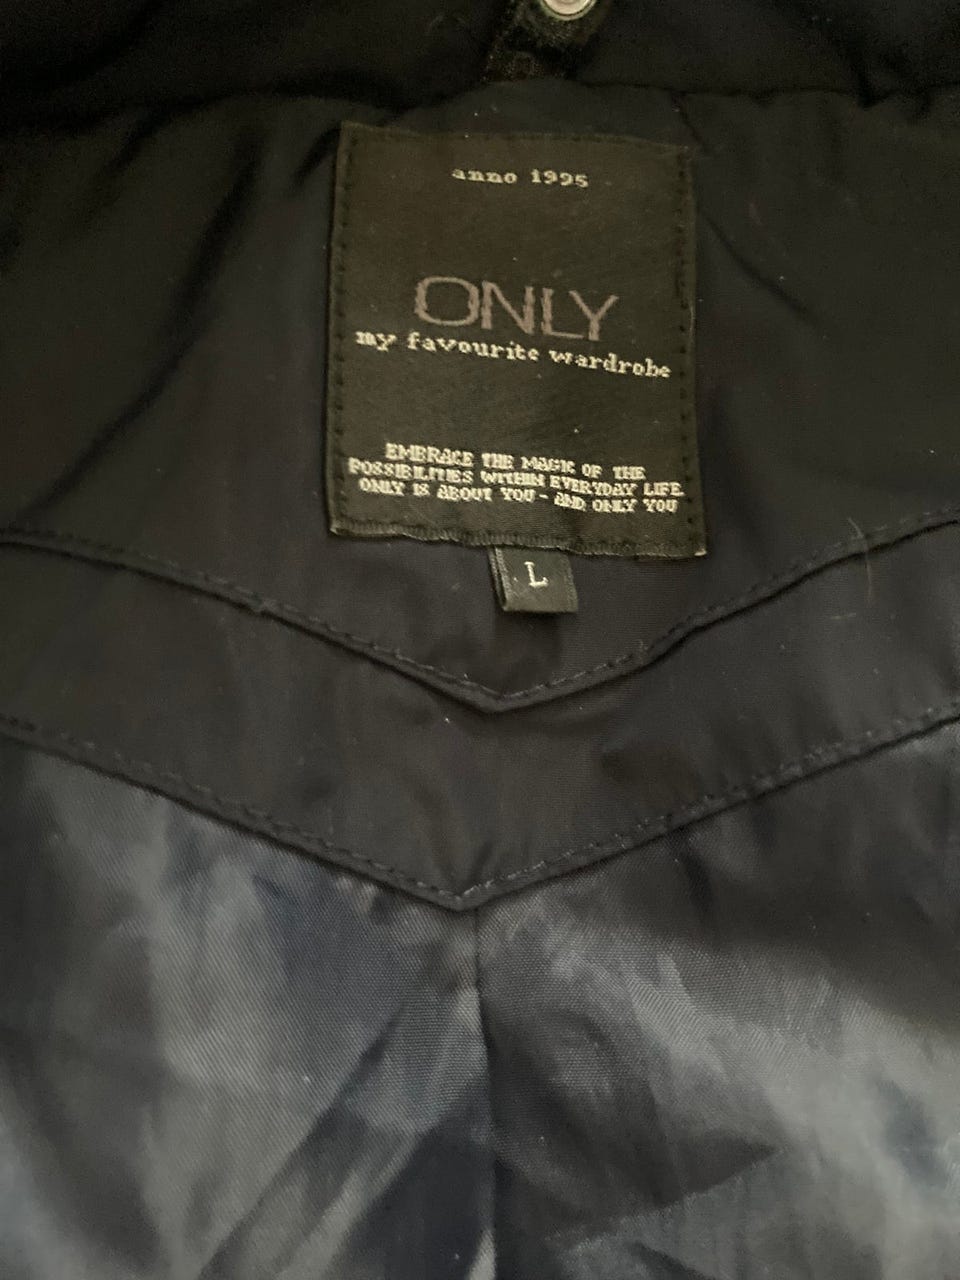 anno 1995
ONLY
my favourite wardrobe
EMBRACE THE MAGIC OF THE
POSSIBILITIES WITHIN EVERYDAY LIFE.
ONLY IS ABOUT YOU - AND ONLY YOU
L